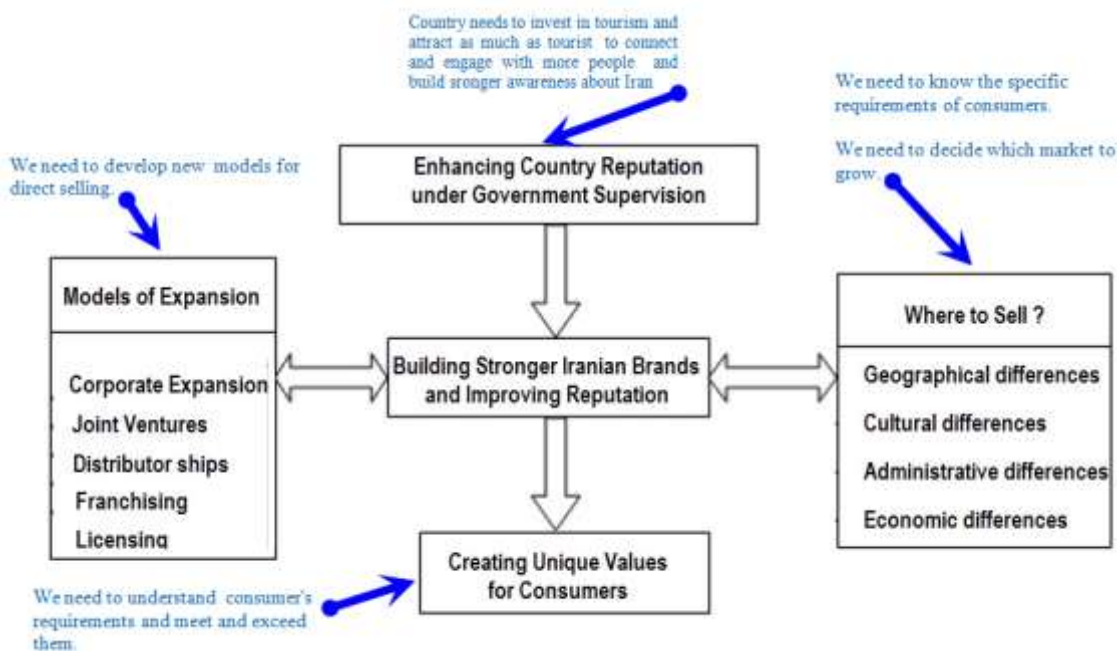 Country needs to invest in tourism and
attract as much as tourist to connect
and engage with more people and
build sronger awareness about Iran
We need to know the specific
requirements of consumers.
We need to decide which market to
grow.
We need to develop new models for
direct selling.
Enhancing Country Reputation
under Government Supervision
Models of Expansion
Corporate Expansion
Joint Ventures
Distributor ships
Franchising
Licensing
Building Stronger Iranian Brands
and Improving Reputation
Where to Sell ?
Geographical differences
Cultural differences
Administrative differences
Economic differences
Creating Unique Values
for Consumers
We need to understand consumer's
requirements and meet and exceed
them.